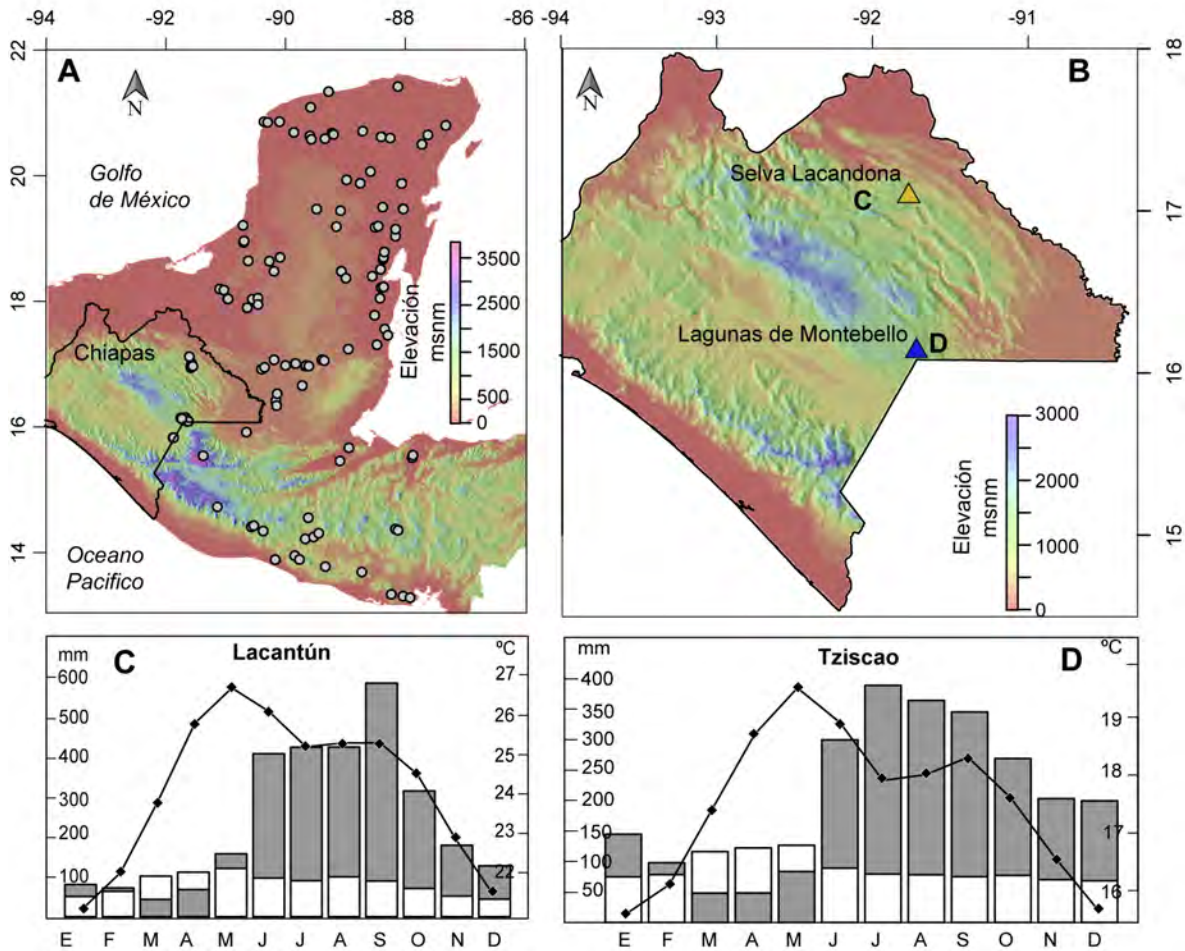 -94 -92 -90 -88 -86
-94 -93 -92 -91
22
20
18
16
14
A
N
Golfo
de México
Chiapas
Oceano
Pacifico
Elevación
msnm
3500
2500
1500
500
0
B
N
Selva Lacandona
C
Lagunas de Montebello
D
Elevación
msnm
3000
2000
1000
0
18
17
16
15
C
Lacantún
mm
600
500
400
300
200
100
ºC
27
26
25
24
23
22
E F M A M J J A S O N D
D
Tziscao
mm
400
350
300
250
200
150
100
50
ºC
19
18
17
16
E F M A M J J A S O N D